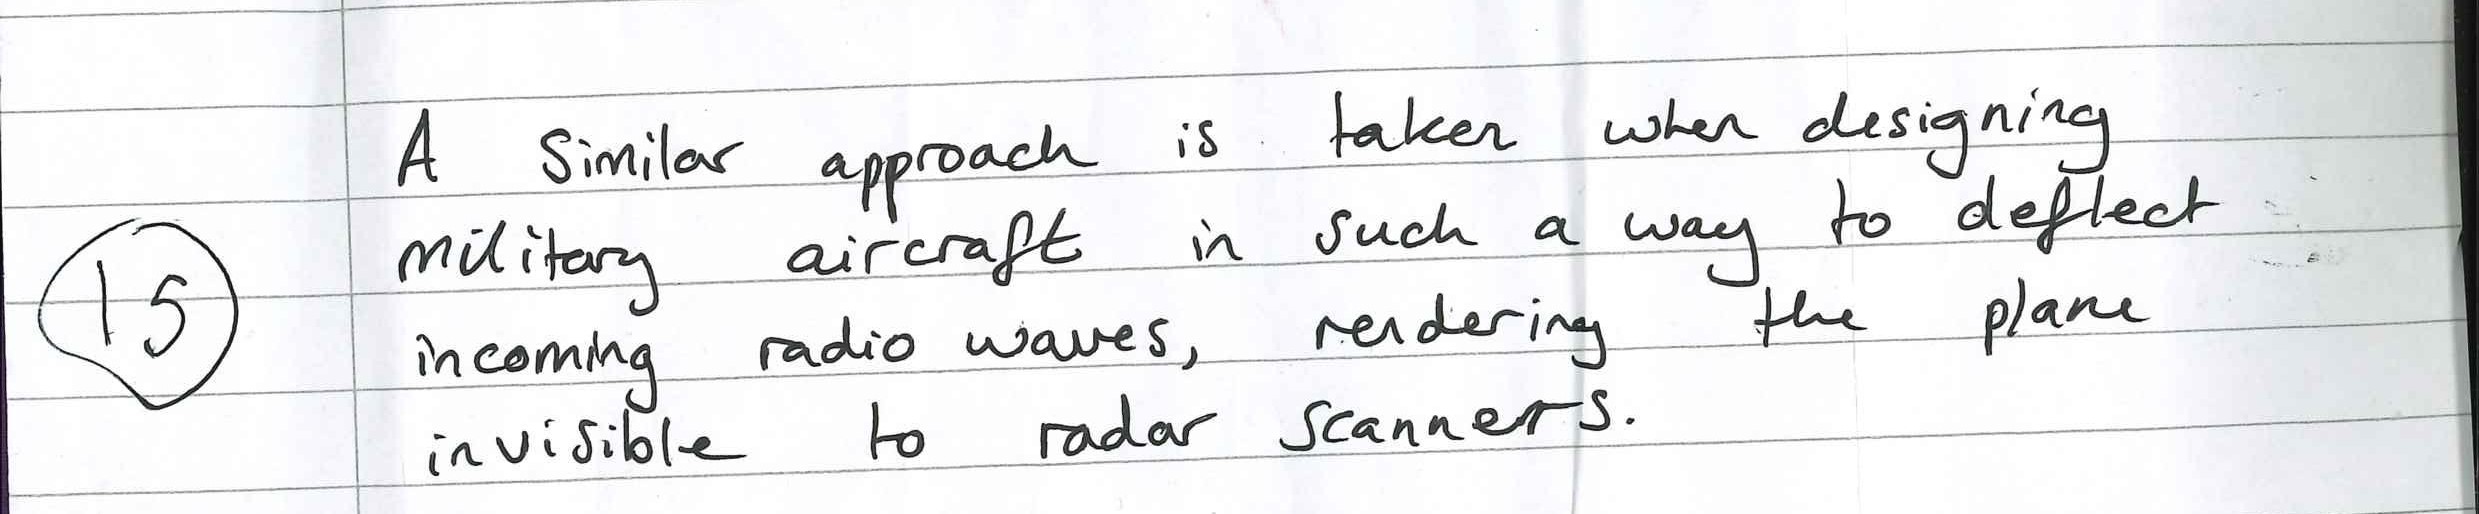 A similar approach is taken when designing
military aircraft in such a way to deflect
15
incoming radio waves, rendering the plane
invisible to radar scanners.